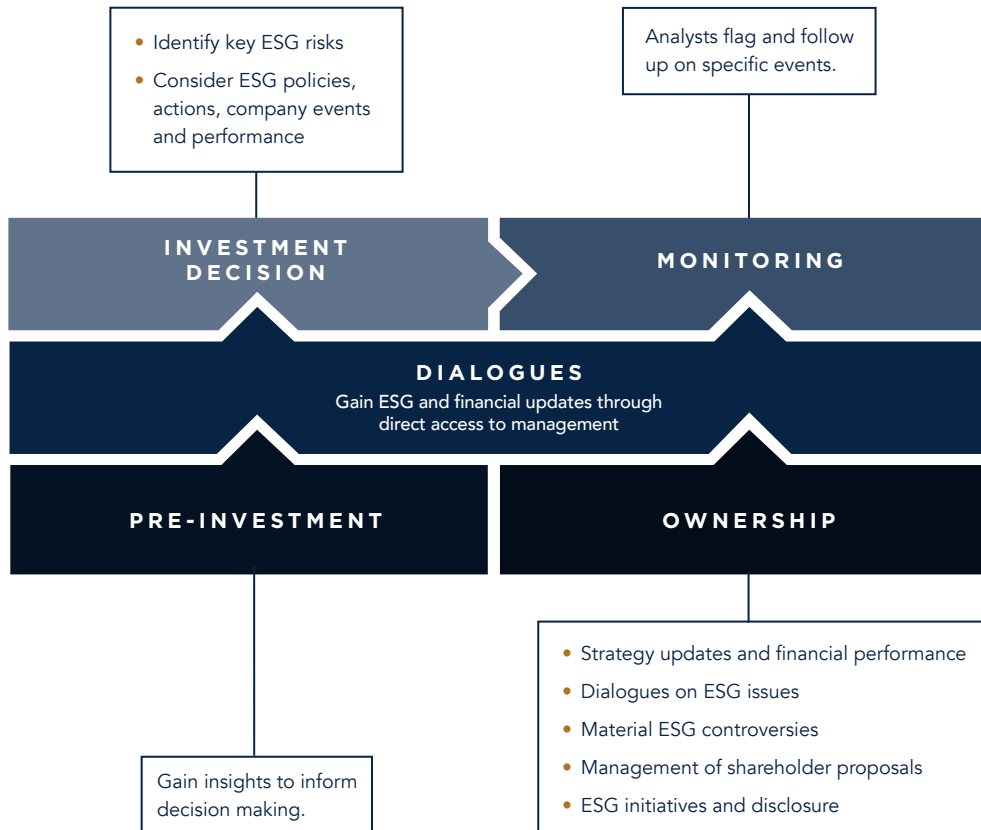 • Identify key ESG risks
• Consider ESG policies,
actions, company events
and performance
Analysts flag and follow
up on specific events.
INVESTMENT
DECISION
MONITORING
DIALOGUES
Gain ESG and financial updates through
direct access to management
PRE-INVESTMENT
OWNERSHIP
Gain insights to inform
decision making.
• Strategy updates and financial performance
• Dialogues on ESG issues
• Material ESG controversies
• Management of shareholder proposals
• ESG initiatives and disclosure